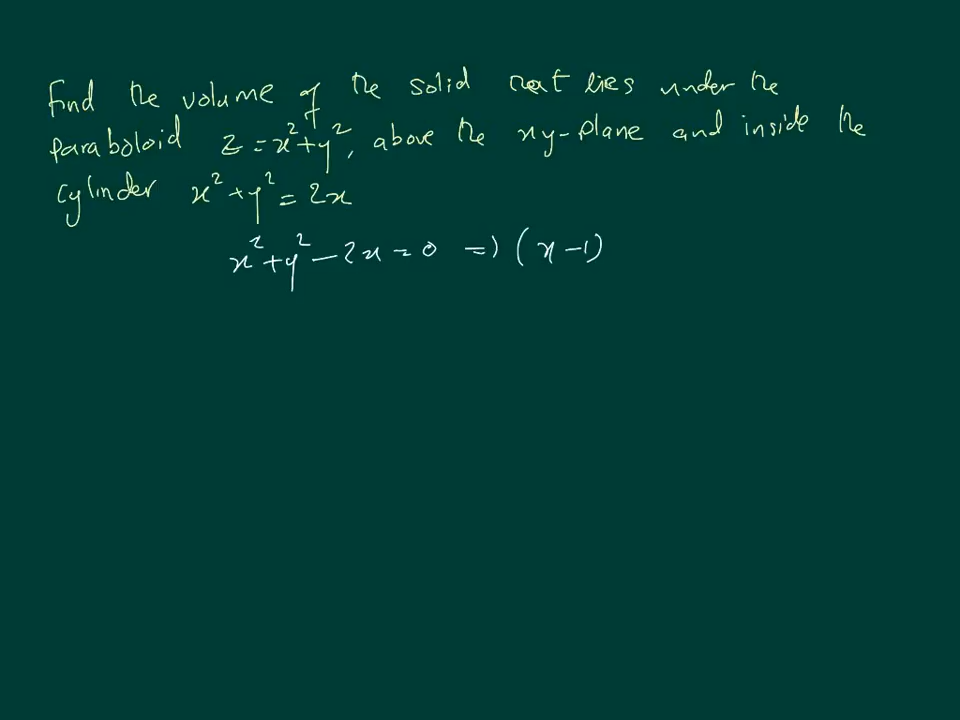 Find the volume of the solid that lies under the
paraboloid z = x² + y², above the xy-plane and inside the
cylinder x² + y² = 2x
x² + y² − 2x = 0 ⇒ (x − 1)